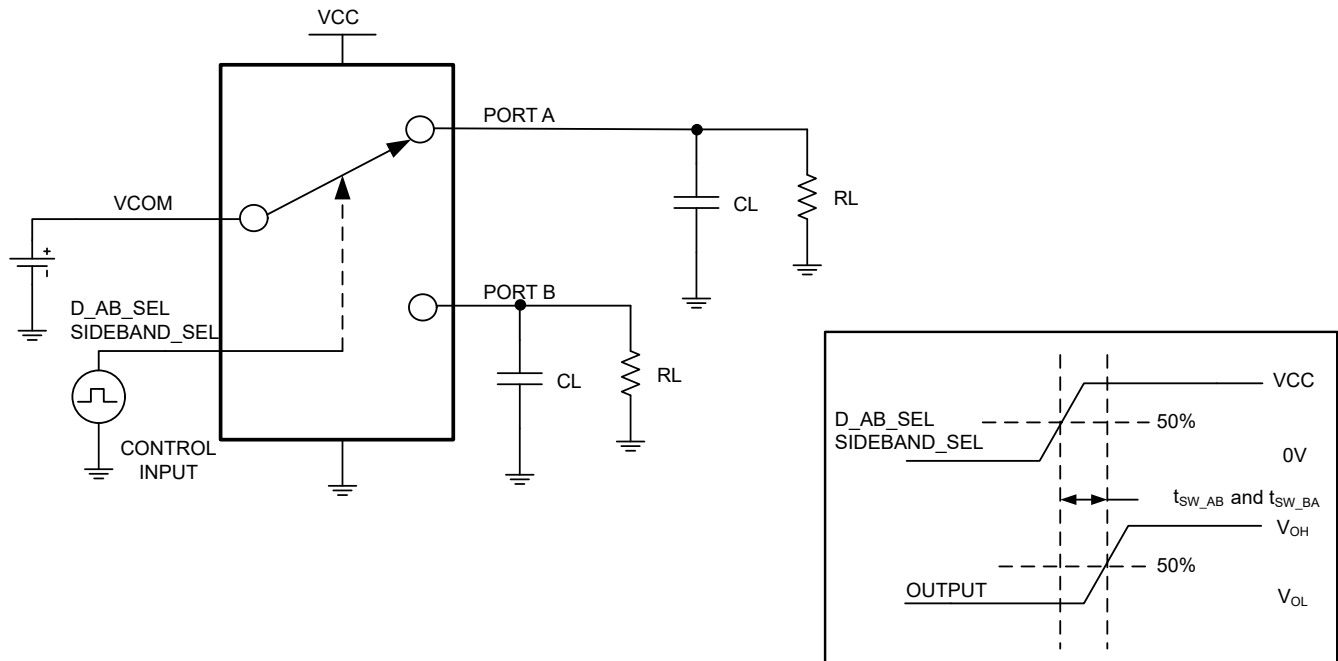 VCC
PORT A
CL
RL
VCOM
+
D_AB_SEL
SIDEBAND_SEL
PORT B
CL
RL
CONTROL
INPUT
VCC
D_AB_SEL
SIDEBAND_SEL
50%
0V
tSW_AB and tSW_BA
VOH
50%
OUTPUT
VOL